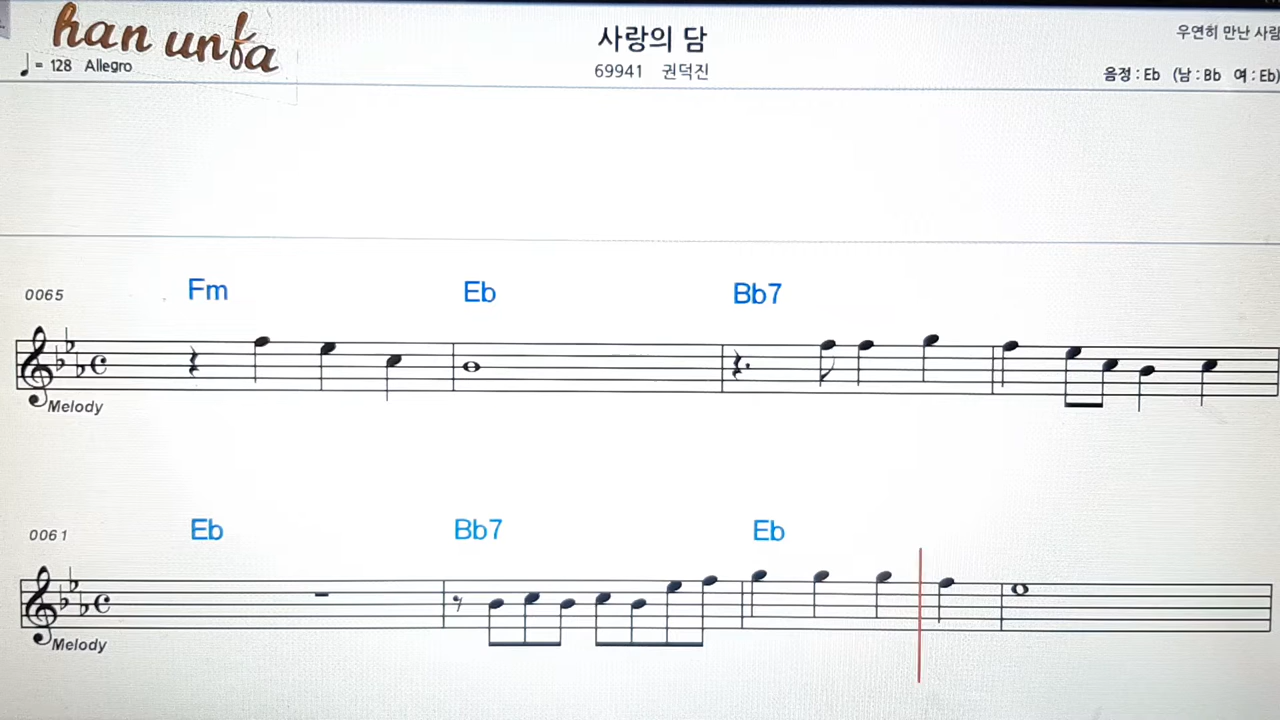 han unfa
♩ = 128 Allegro
사랑의 담
69941 권덕진
우연히 만난 사람
음정 : Eb (남 : Bb 여 : Eb)
0065
Fm Eb Bb7
Melody
0061
Eb Bb7 Eb
Melody